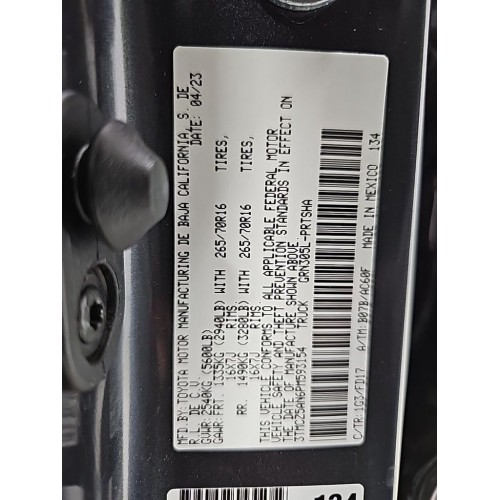 MFD.BY:TOYOTA MOTOR MANUFACTURING DE BAJA CALIFORNIA, S. DE
R. L. DE C.V. DATE: 04/23
GVWR: 2540KG (5600LB)
GAWR: FRT. 1335KG (2940LB) WITH 265/70R16 TIRES,
16X7J RIMS,
RR. 1490KG (3280LB) WITH 265/70R16 TIRES,
16X7J RIMS.
THIS VEHICLE CONFORMS TO ALL APPLICABLE FEDERAL MOTOR
VEHICLE SAFETY AND THEFT PREVENTION STANDARDS IN EFFECT ON
THE DATE OF MANUFACTURE SHOWN ABOVE.
3TMCZ5AN6PM593154 TRUCK GRN305L-PRTSHA
C/TR:1G3/FD17 A/TM: B07B/AC60F MADE IN MEXICO 134
134